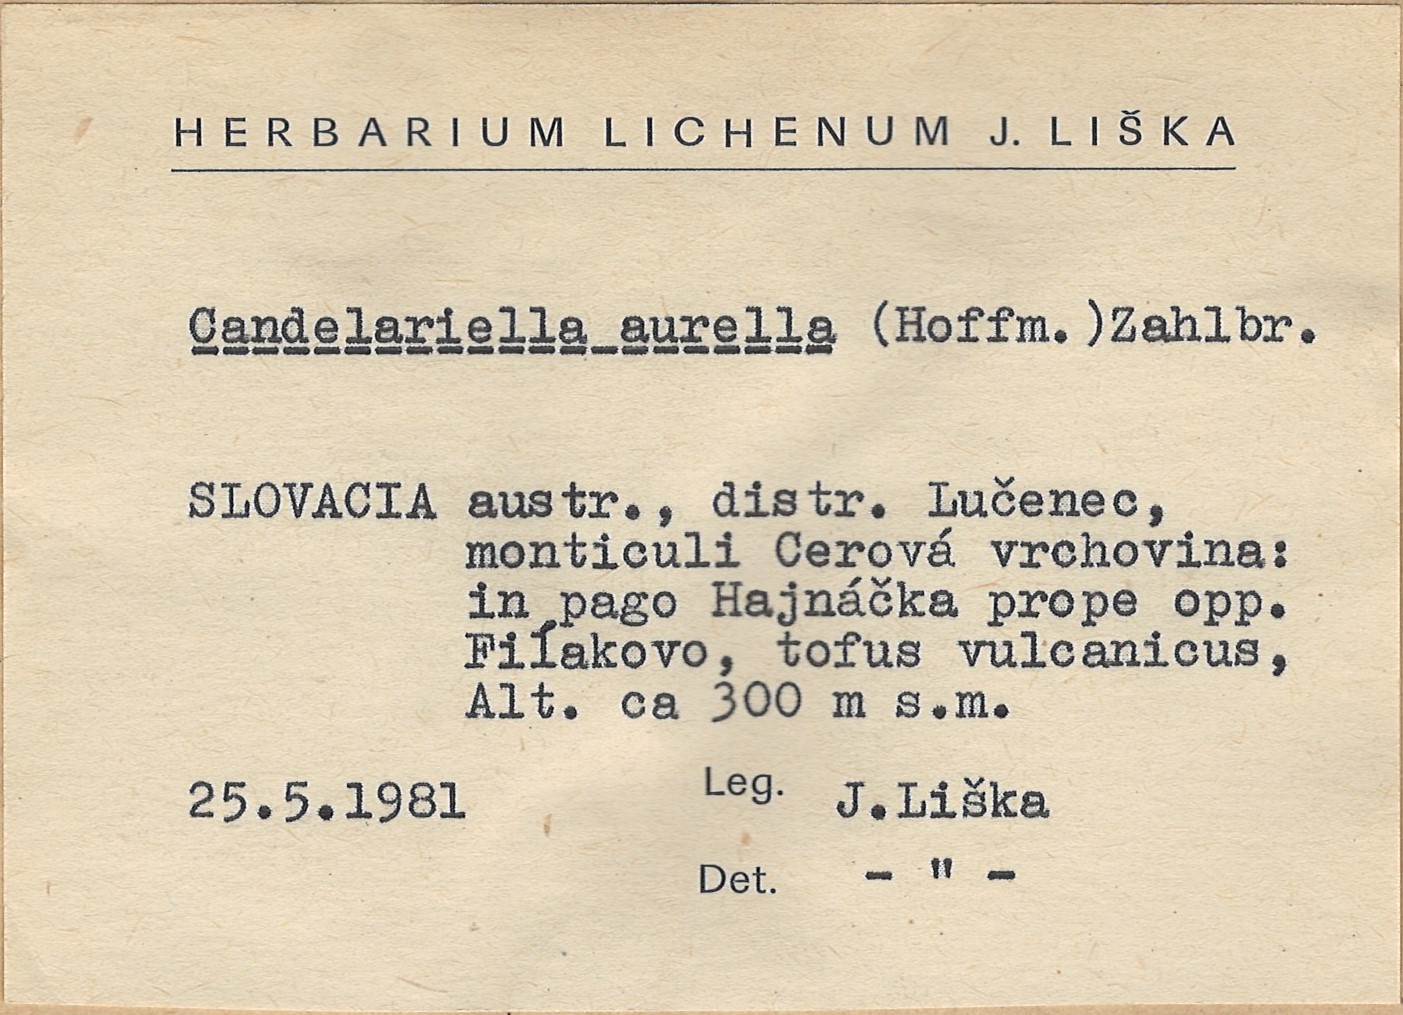 HERBARIUM LICHENUM J. LIŠKA
Candelariella aurella (Hoffm.)Zahlbr.
SLOVACIA austr., distr. Lučenec,
monticuli Cerová vrchovina:
in pago Hajnáčka prope opp.
Fiĺakovo, tofus vulcanicus,
Alt. ca 300 m s.m.
25.5.1981 Leg. J.Liška
Det. - " -